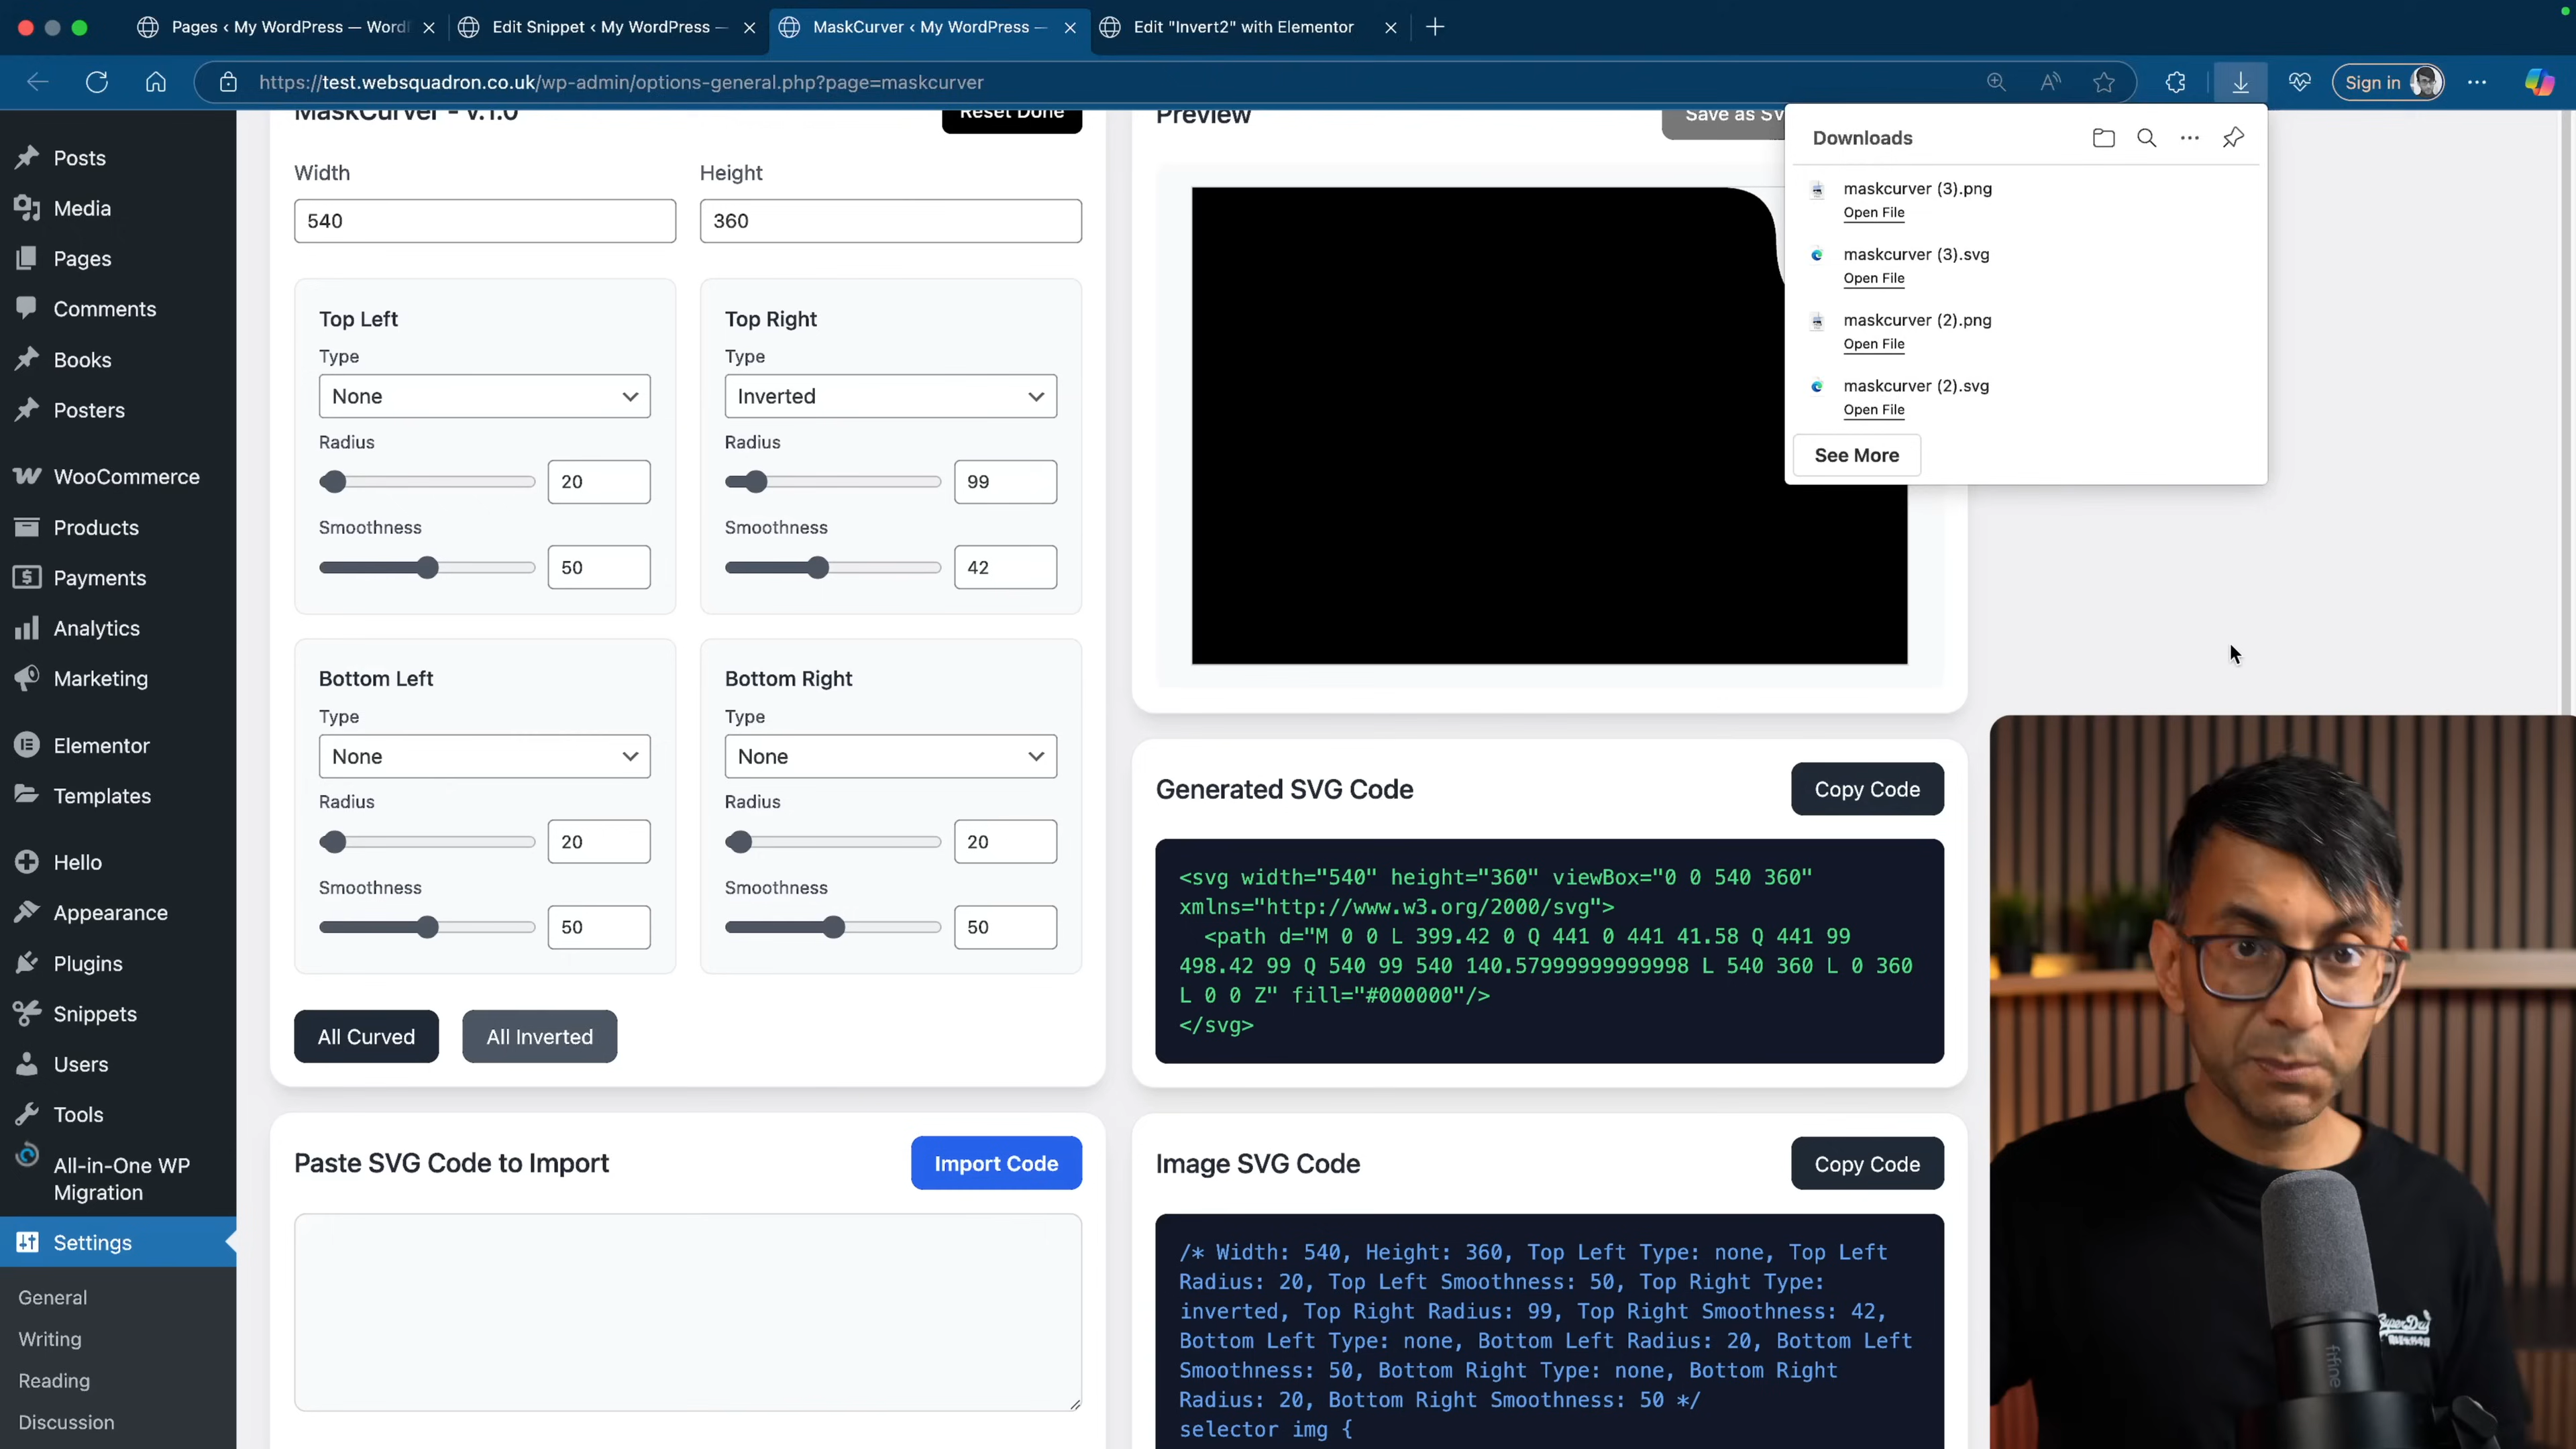 Pages ‹ My WordPress — WordP
Edit Snippet ‹ My WordPress —
MaskCurver ‹ My WordPress —
Edit "Invert2" with Elementor
https://test.websquadron.co.uk/wp-admin/options-general.php?page=maskcurver
Sign in
Posts
Media
Pages
Comments
Books
Posters
WooCommerce
Products
Payments
Analytics
Marketing
Elementor
Templates
Hello
Appearance
Plugins
Snippets
Users
Tools
All-in-One WP
Migration
Settings
General
Writing
Reading
Discussion
MaskCurver - v.1.0
Reset Done
Width
Height
540
360
Top Left
Type
None
Radius
20
Smoothness
50
Top Right
Type
Inverted
Radius
99
Smoothness
42
Bottom Left
Type
None
Radius
20
Smoothness
50
Bottom Right
Type
None
Radius
20
Smoothness
50
All Curved
All Inverted
Paste SVG Code to Import
Import Code
Preview
Save as SV
Downloads
maskcurver (3).png
Open File
maskcurver (3).svg
Open File
maskcurver (2).png
Open File
maskcurver (2).svg
Open File
See More
Generated SVG Code
Copy Code
<svg width="540" height="360" viewBox="0 0 540 360"
xmlns="http://www.w3.org/2000/svg">
<path d="M 0 0 L 399.42 0 Q 441 0 441 41.58 Q 441 99
498.42 99 Q 540 99 540 140.57999999999998 L 540 360 L 0 360
L 0 0 Z" fill="#000000"/>
</svg>
Image SVG Code
Copy Code
/* Width: 540, Height: 360, Top Left Type: none, Top Left
Radius: 20, Top Left Smoothness: 50, Top Right Type:
inverted, Top Right Radius: 99, Top Right Smoothness: 42,
Bottom Left Type: none, Bottom Left Radius: 20, Bottom Left
Smoothness: 50, Bottom Right Type: none, Bottom Right
Radius: 20, Bottom Right Smoothness: 50 */
selector img {
fifine